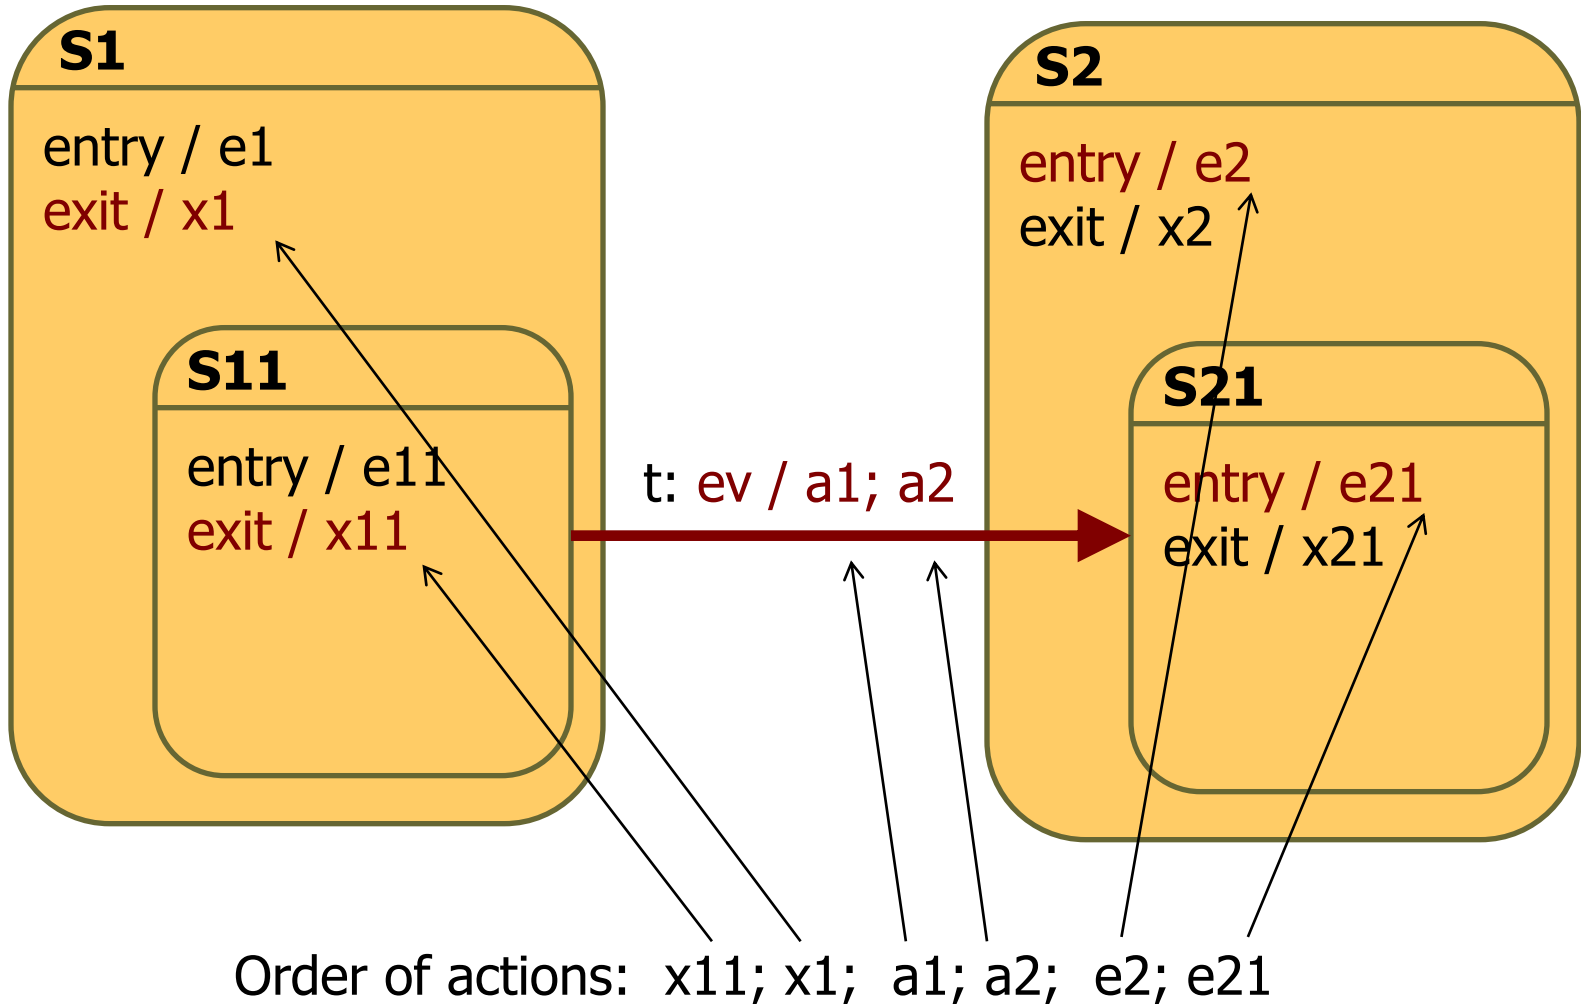 S1
entry / e1
exit / x1
S11
entry / e11
exit / x11
t: ev / a1; a2
S2
entry / e2
exit / x2
S21
entry / e21
exit / x21
Order of actions: x11; x1; a1; a2; e2; e21